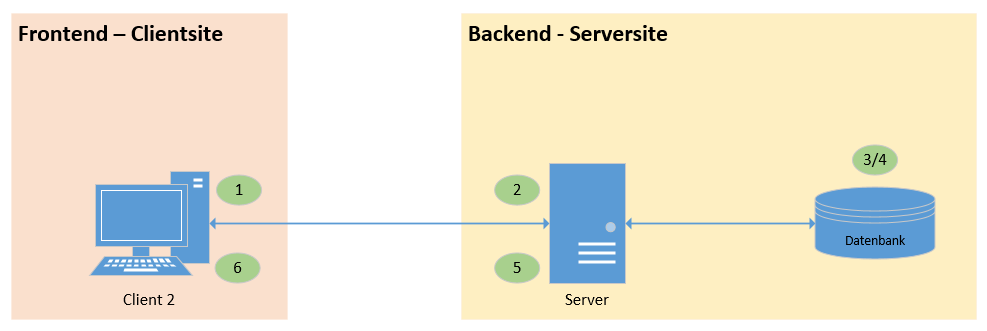 Frontend – Clientsite
Backend - Serversite
3/4
1
2
Datenbank
6
5
Client 2
Server